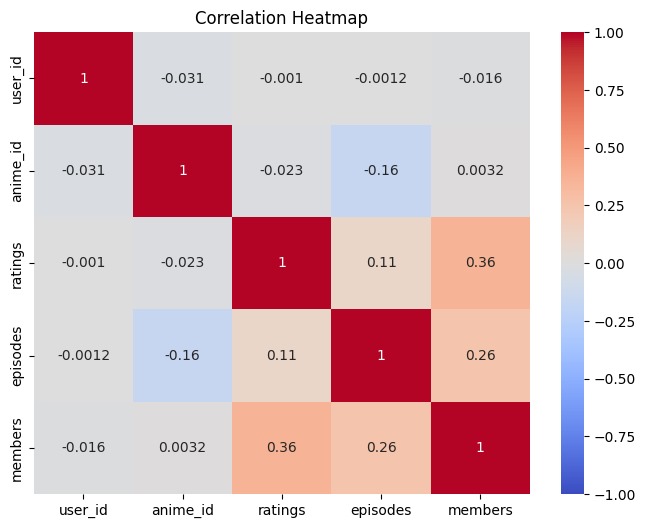 Correlation Heatmap
user_id 1 -0.031 -0.001 -0.0012 -0.016
anime_id -0.031 1 -0.023 -0.16 0.0032
ratings -0.001 -0.023 1 0.11 0.36
episodes -0.0012 -0.16 0.11 1 0.26
members -0.016 0.0032 0.36 0.26 1
user_id anime_id ratings episodes members
1.00
0.75
0.50
0.25
0.00
−0.25
−0.50
−0.75
−1.00